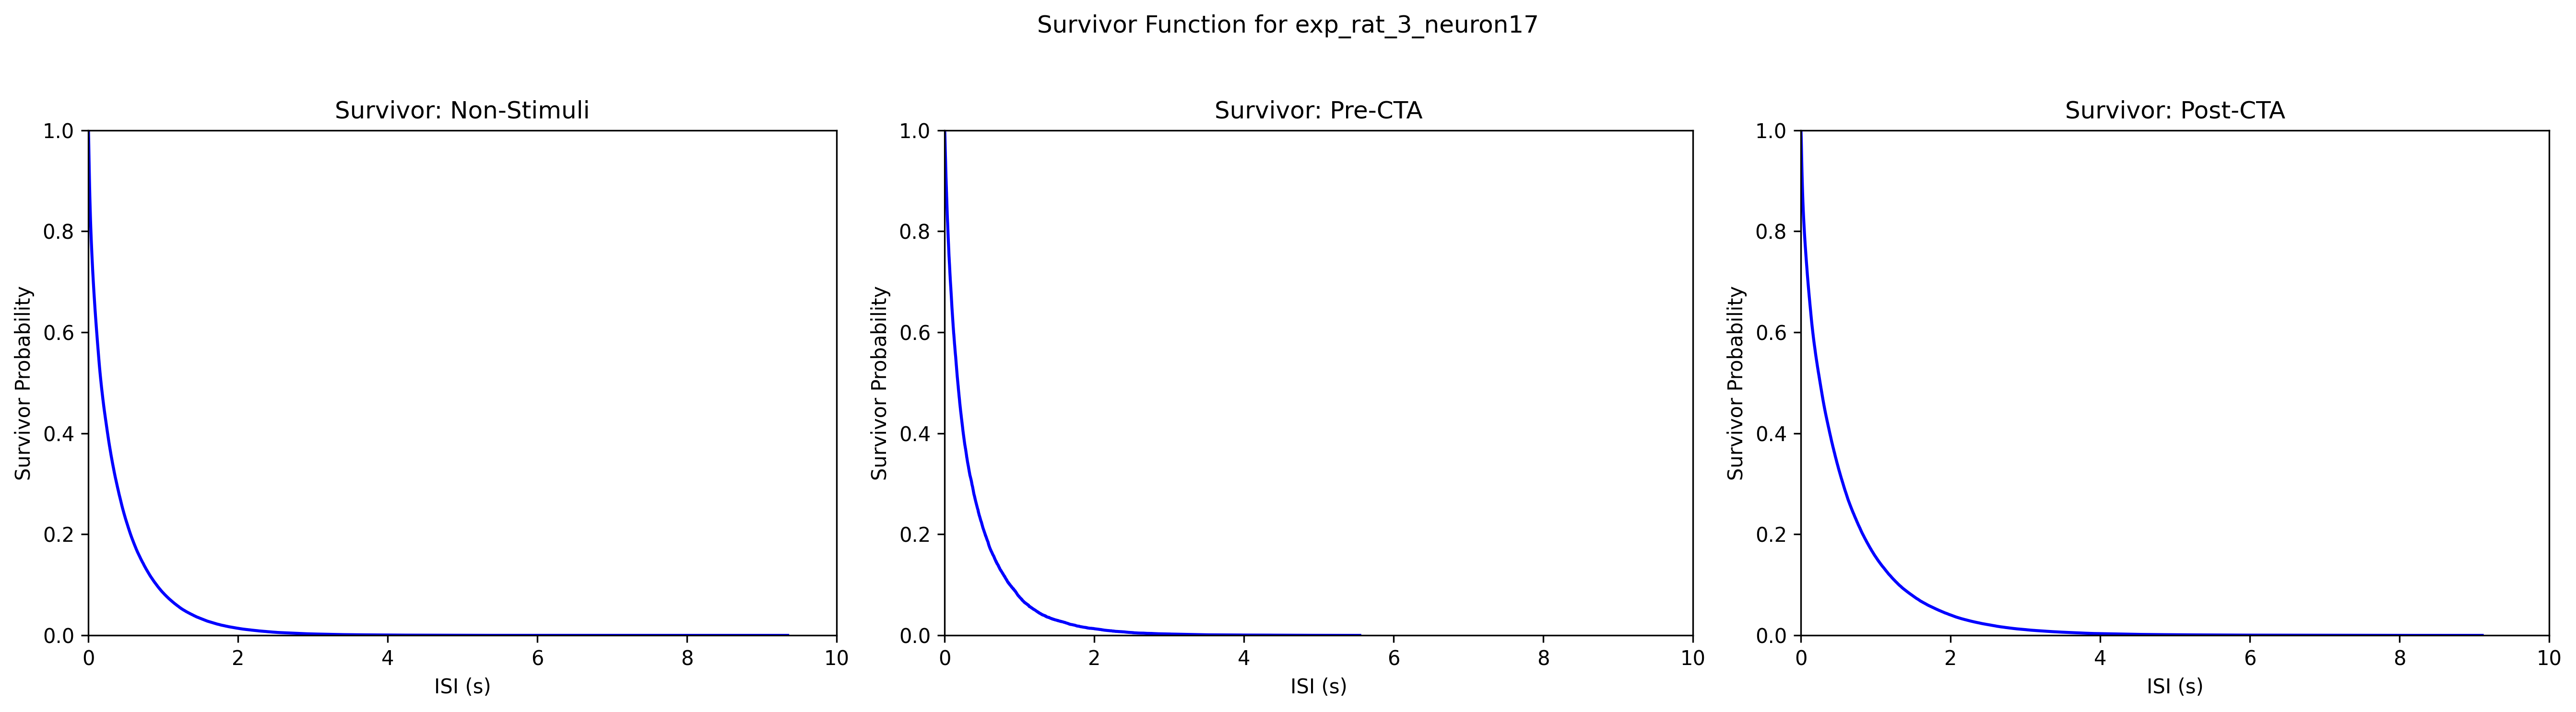 Survivor Function for exp_rat_3_neuron17
Survivor: Non-Stimuli
Survivor Probability
1.0
0.8
0.6
0.4
0.2
0.0
0 2 4 6 8 10
ISI (s)
Survivor: Pre-CTA
Survivor Probability
1.0
0.8
0.6
0.4
0.2
0.0
0 2 4 6 8 10
ISI (s)
Survivor: Post-CTA
Survivor Probability
1.0
0.8
0.6
0.4
0.2
0.0
0 2 4 6 8 10
ISI (s)